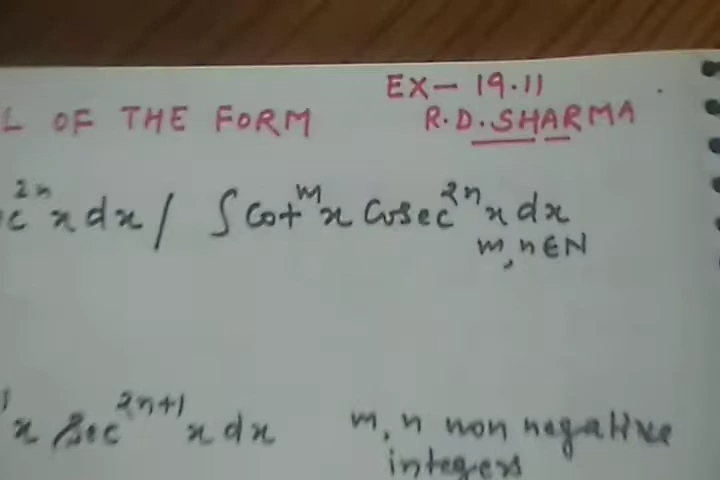 EX- 19.11
L OF THE FORM R.D.SHARMA
c^2n x dx / ∫cot^m x cosec^2n x dx
m,n∈N
x sec^2n+1 x dx m, n non negative
integers